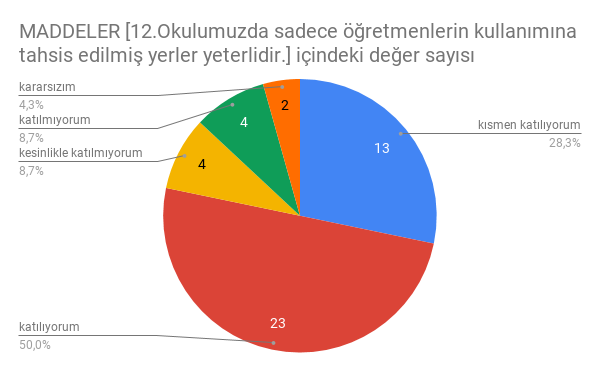 MADDELER [12.Okulumuzda sadece öğretmenlerin kullanımına
tahsis edilmiş yerler yeterlidir.] içindeki değer sayısı
kararsızım
4,3%
katılmıyorum
8,7%
kesinlikle katılmıyorum
8,7%
kısmen katılıyorum
28,3%
2
4
4
13
23
katılıyorum
50,0%